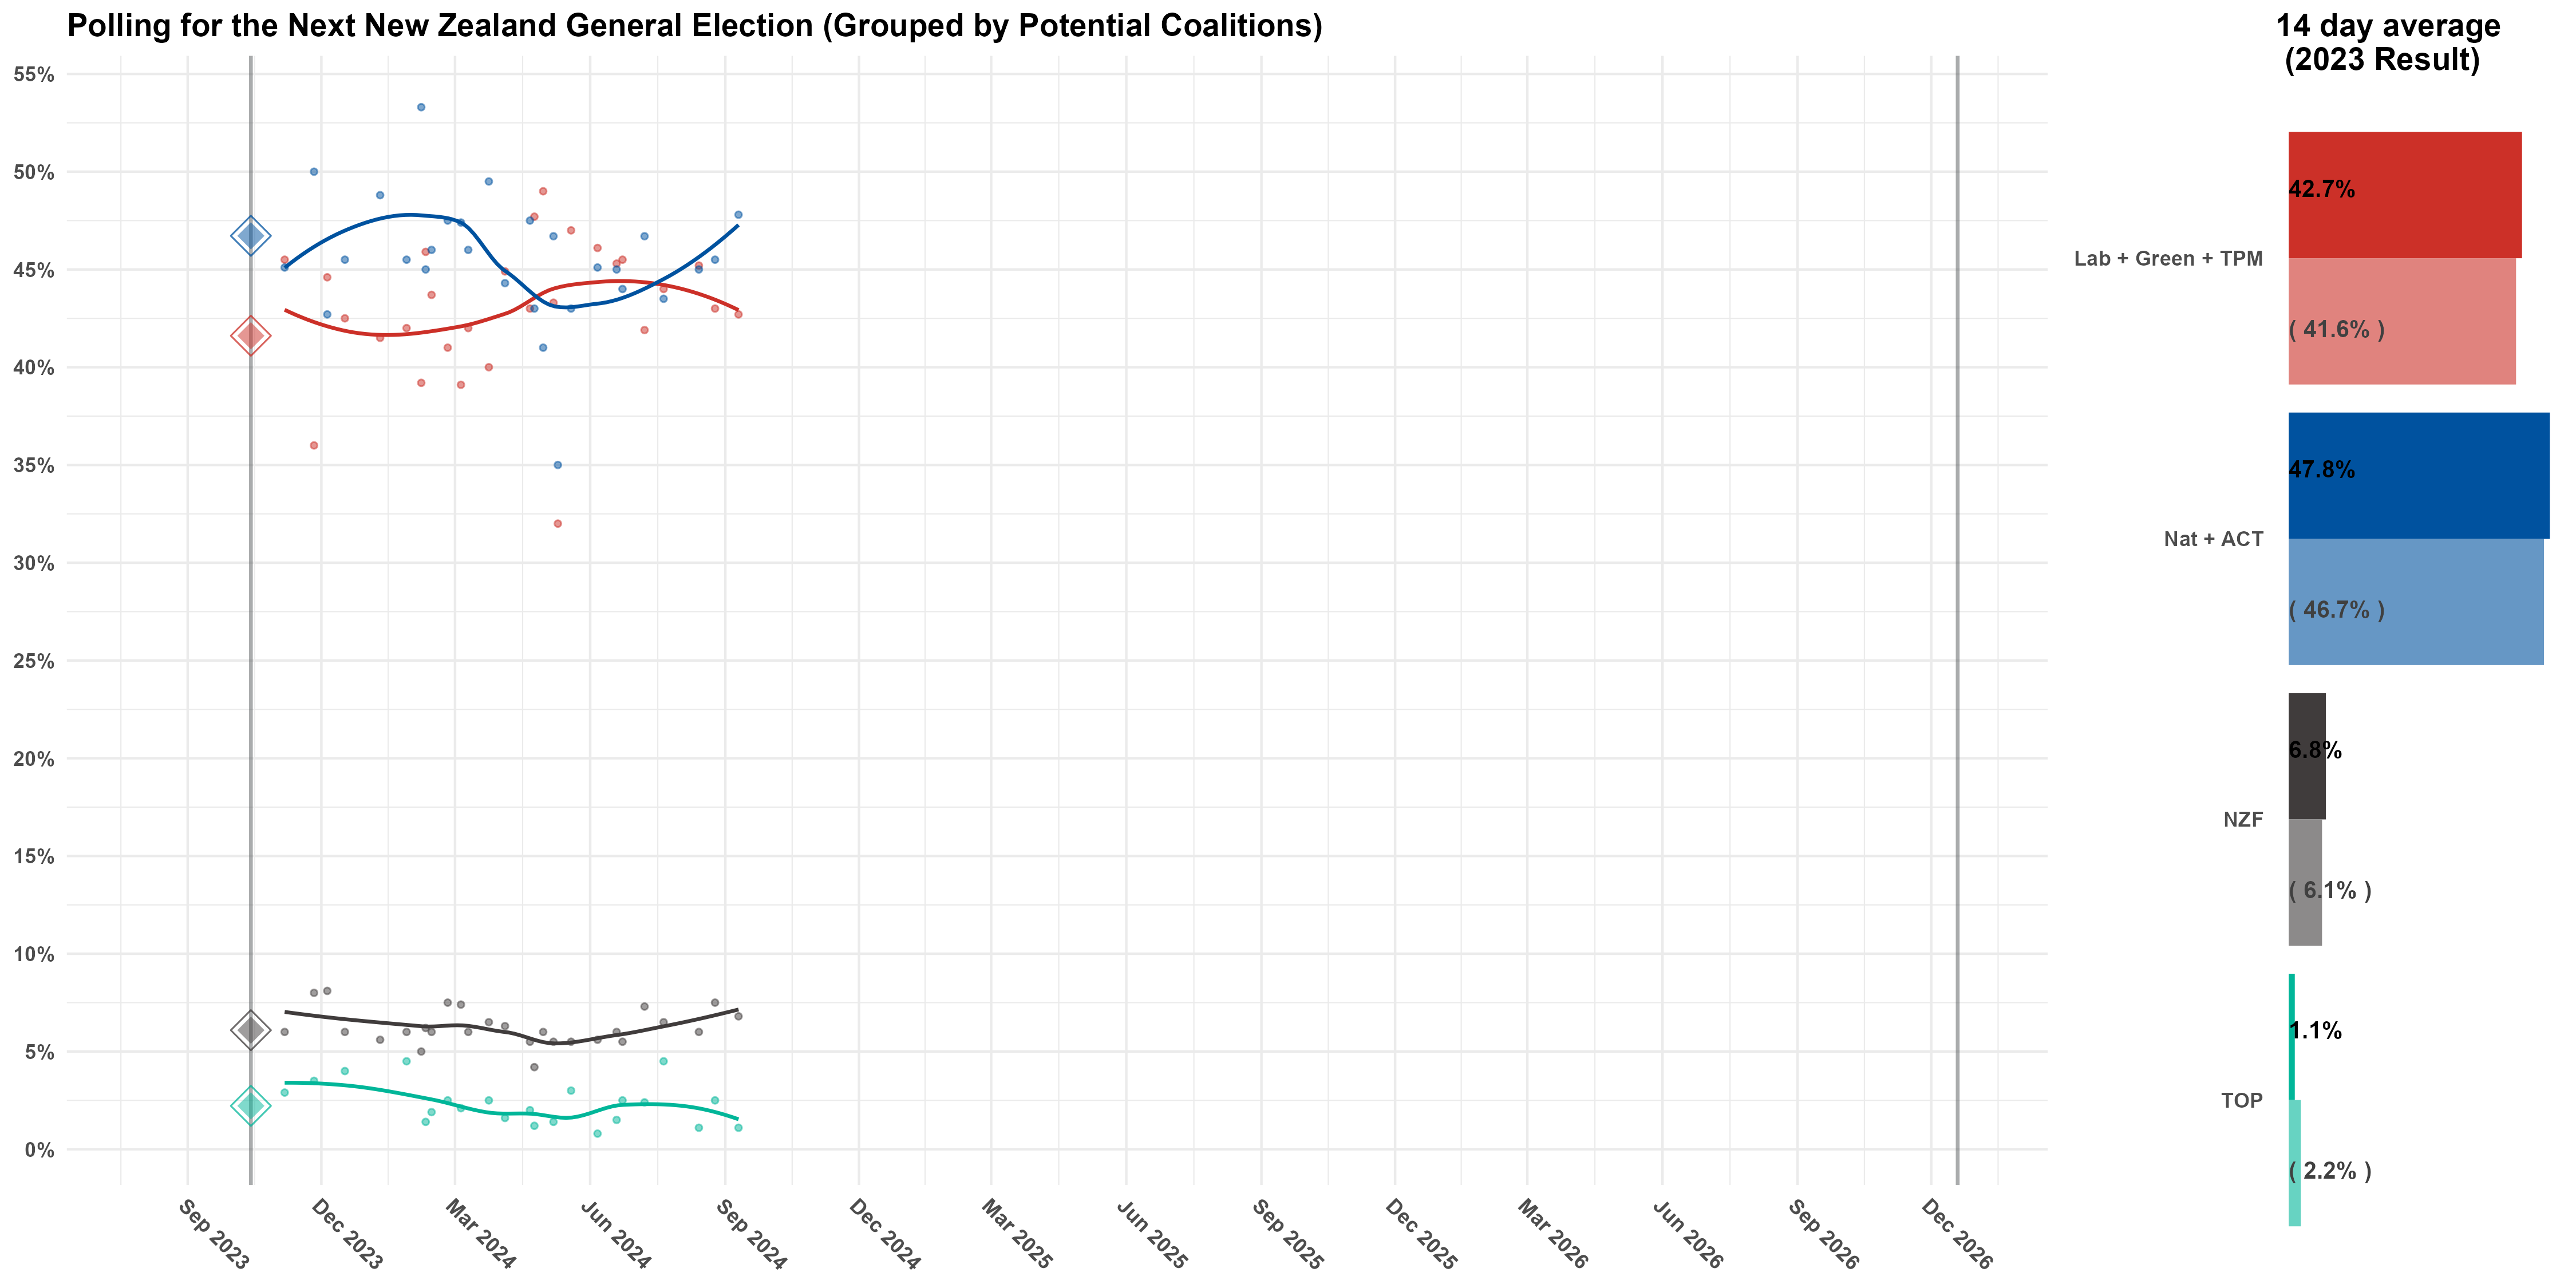 Polling for the Next New Zealand General Election (Grouped by Potential Coalitions)
14 day average
(2023 Result)
55%
50%
45%
40%
35%
30%
25%
20%
15%
10%
5%
0%
Sep 2023
Dec 2023
Mar 2024
Jun 2024
Sep 2024
Dec 2024
Mar 2025
Jun 2025
Sep 2025
Dec 2025
Mar 2026
Jun 2026
Sep 2026
Dec 2026
Lab + Green + TPM
42.7%
( 41.6% )
Nat + ACT
47.8%
( 46.7% )
NZF
6.8%
( 6.1% )
TOP
1.1%
( 2.2% )